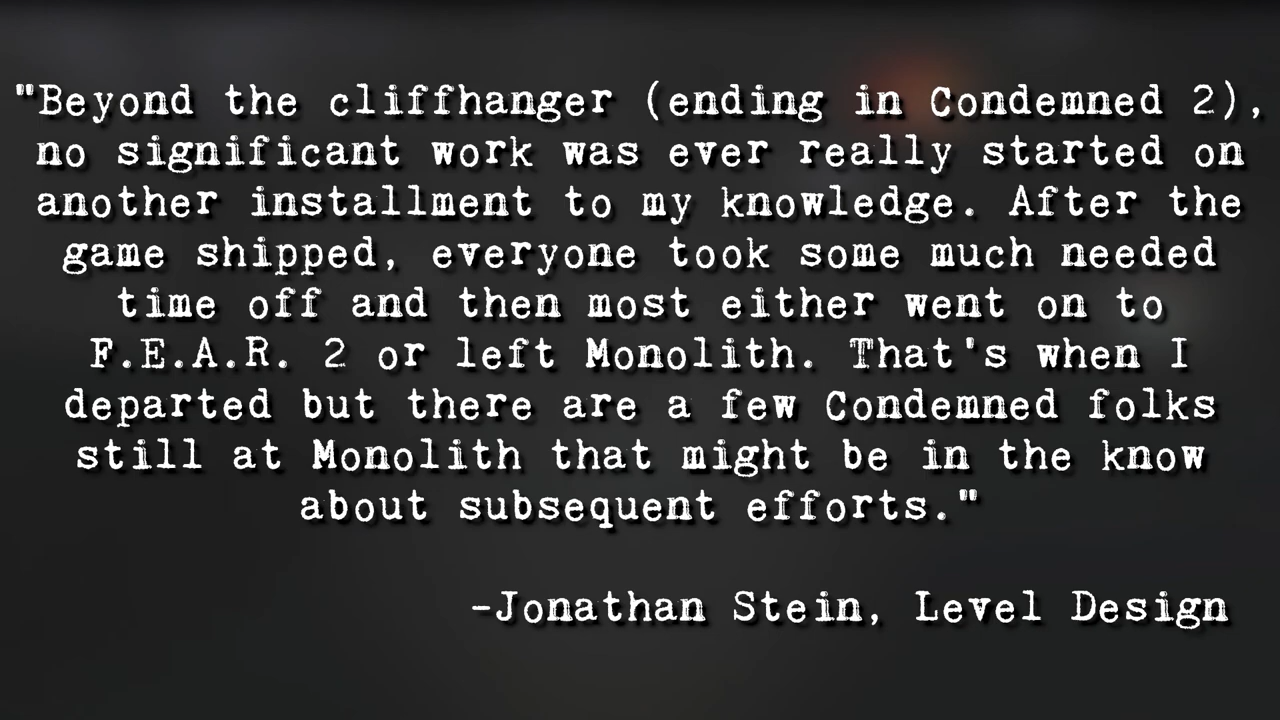 "Beyond the cliffhanger (ending in Condemned 2),
no significant work was ever really started on
another installment to my knowledge. After the
game shipped, everyone took some much needed
time off and then most either went on to
F.E.A.R. 2 or left Monolith. That's when I
departed but there are a few Condemned folks
still at Monolith that might be in the know
about subsequent efforts."
-Jonathan Stein, Level Design